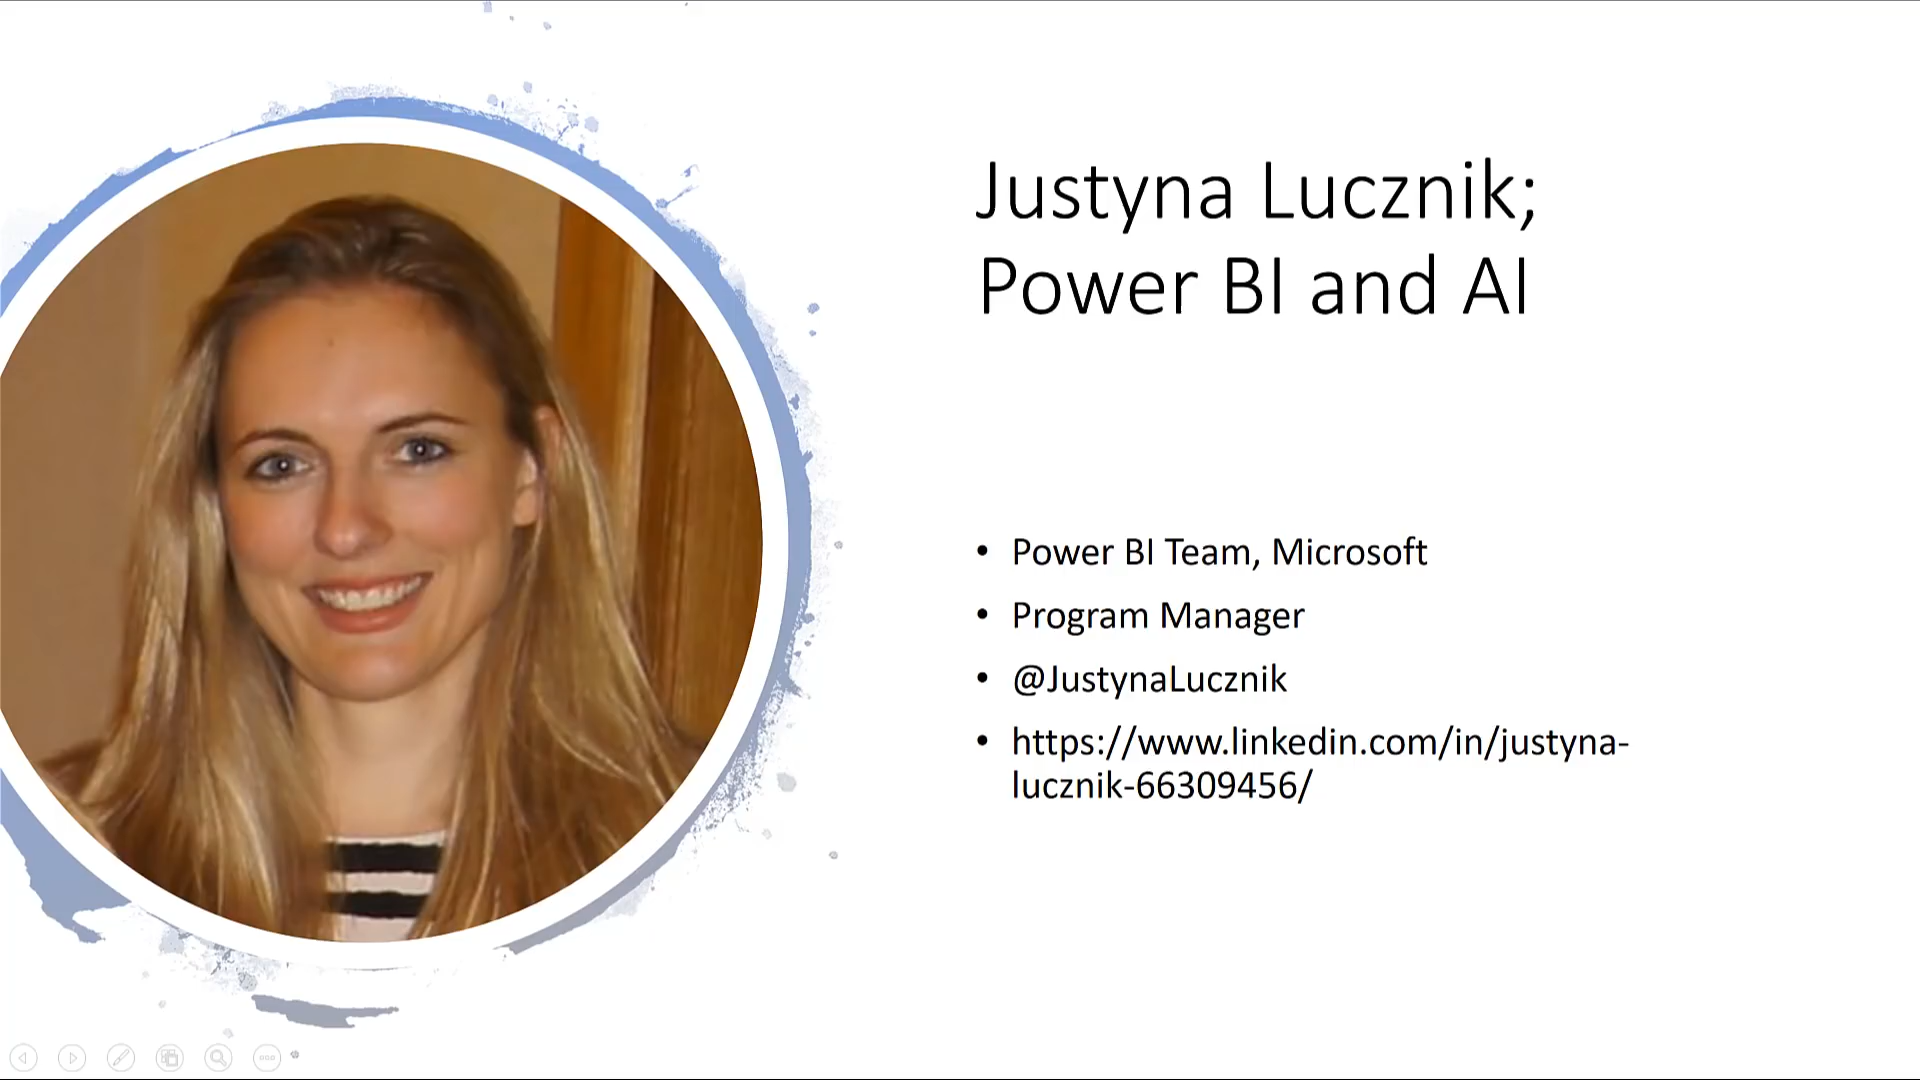 Justyna Lucznik;
Power BI and AI
• Power BI Team, Microsoft
• Program Manager
• @JustynaLucznik
• https://www.linkedin.com/in/justyna-
lucznik-66309456/